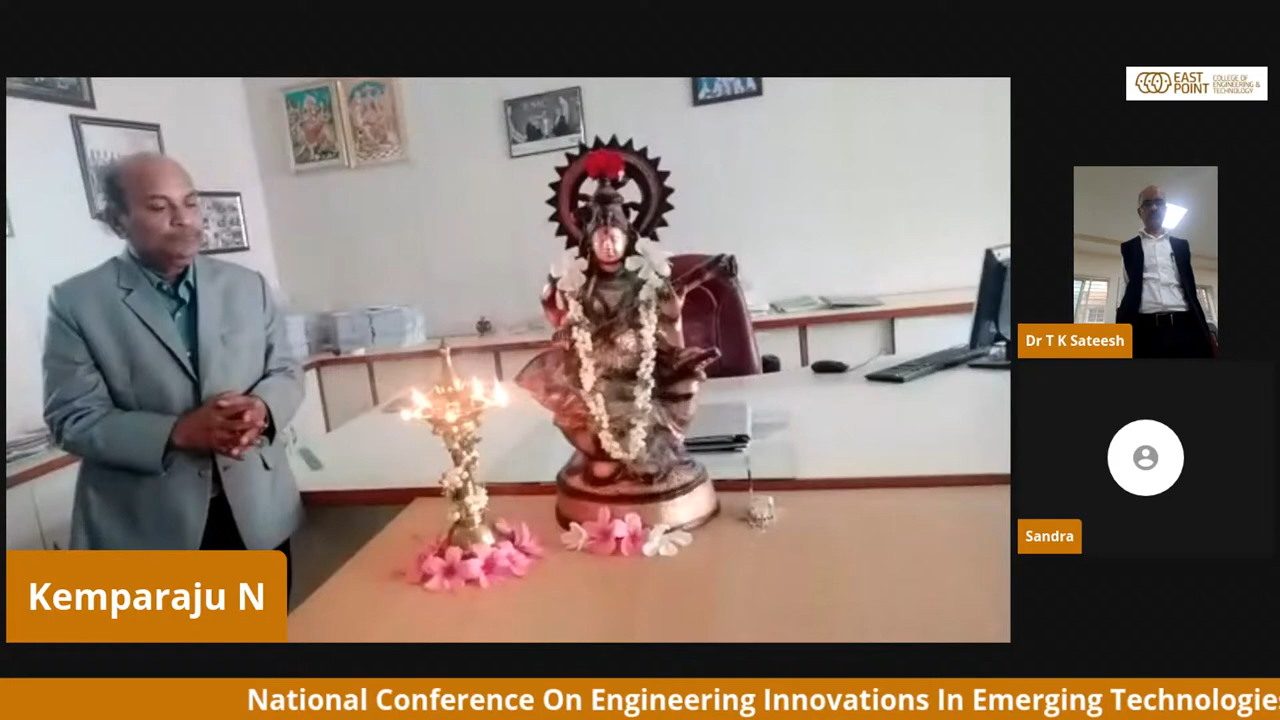 EAST
POINT
COLLEGE OF
ENGINEERING &
TECHNOLOGY
Dr T K Sateesh
Sandra
Kemparaju N
National Conference On Engineering Innovations In Emerging Technologie